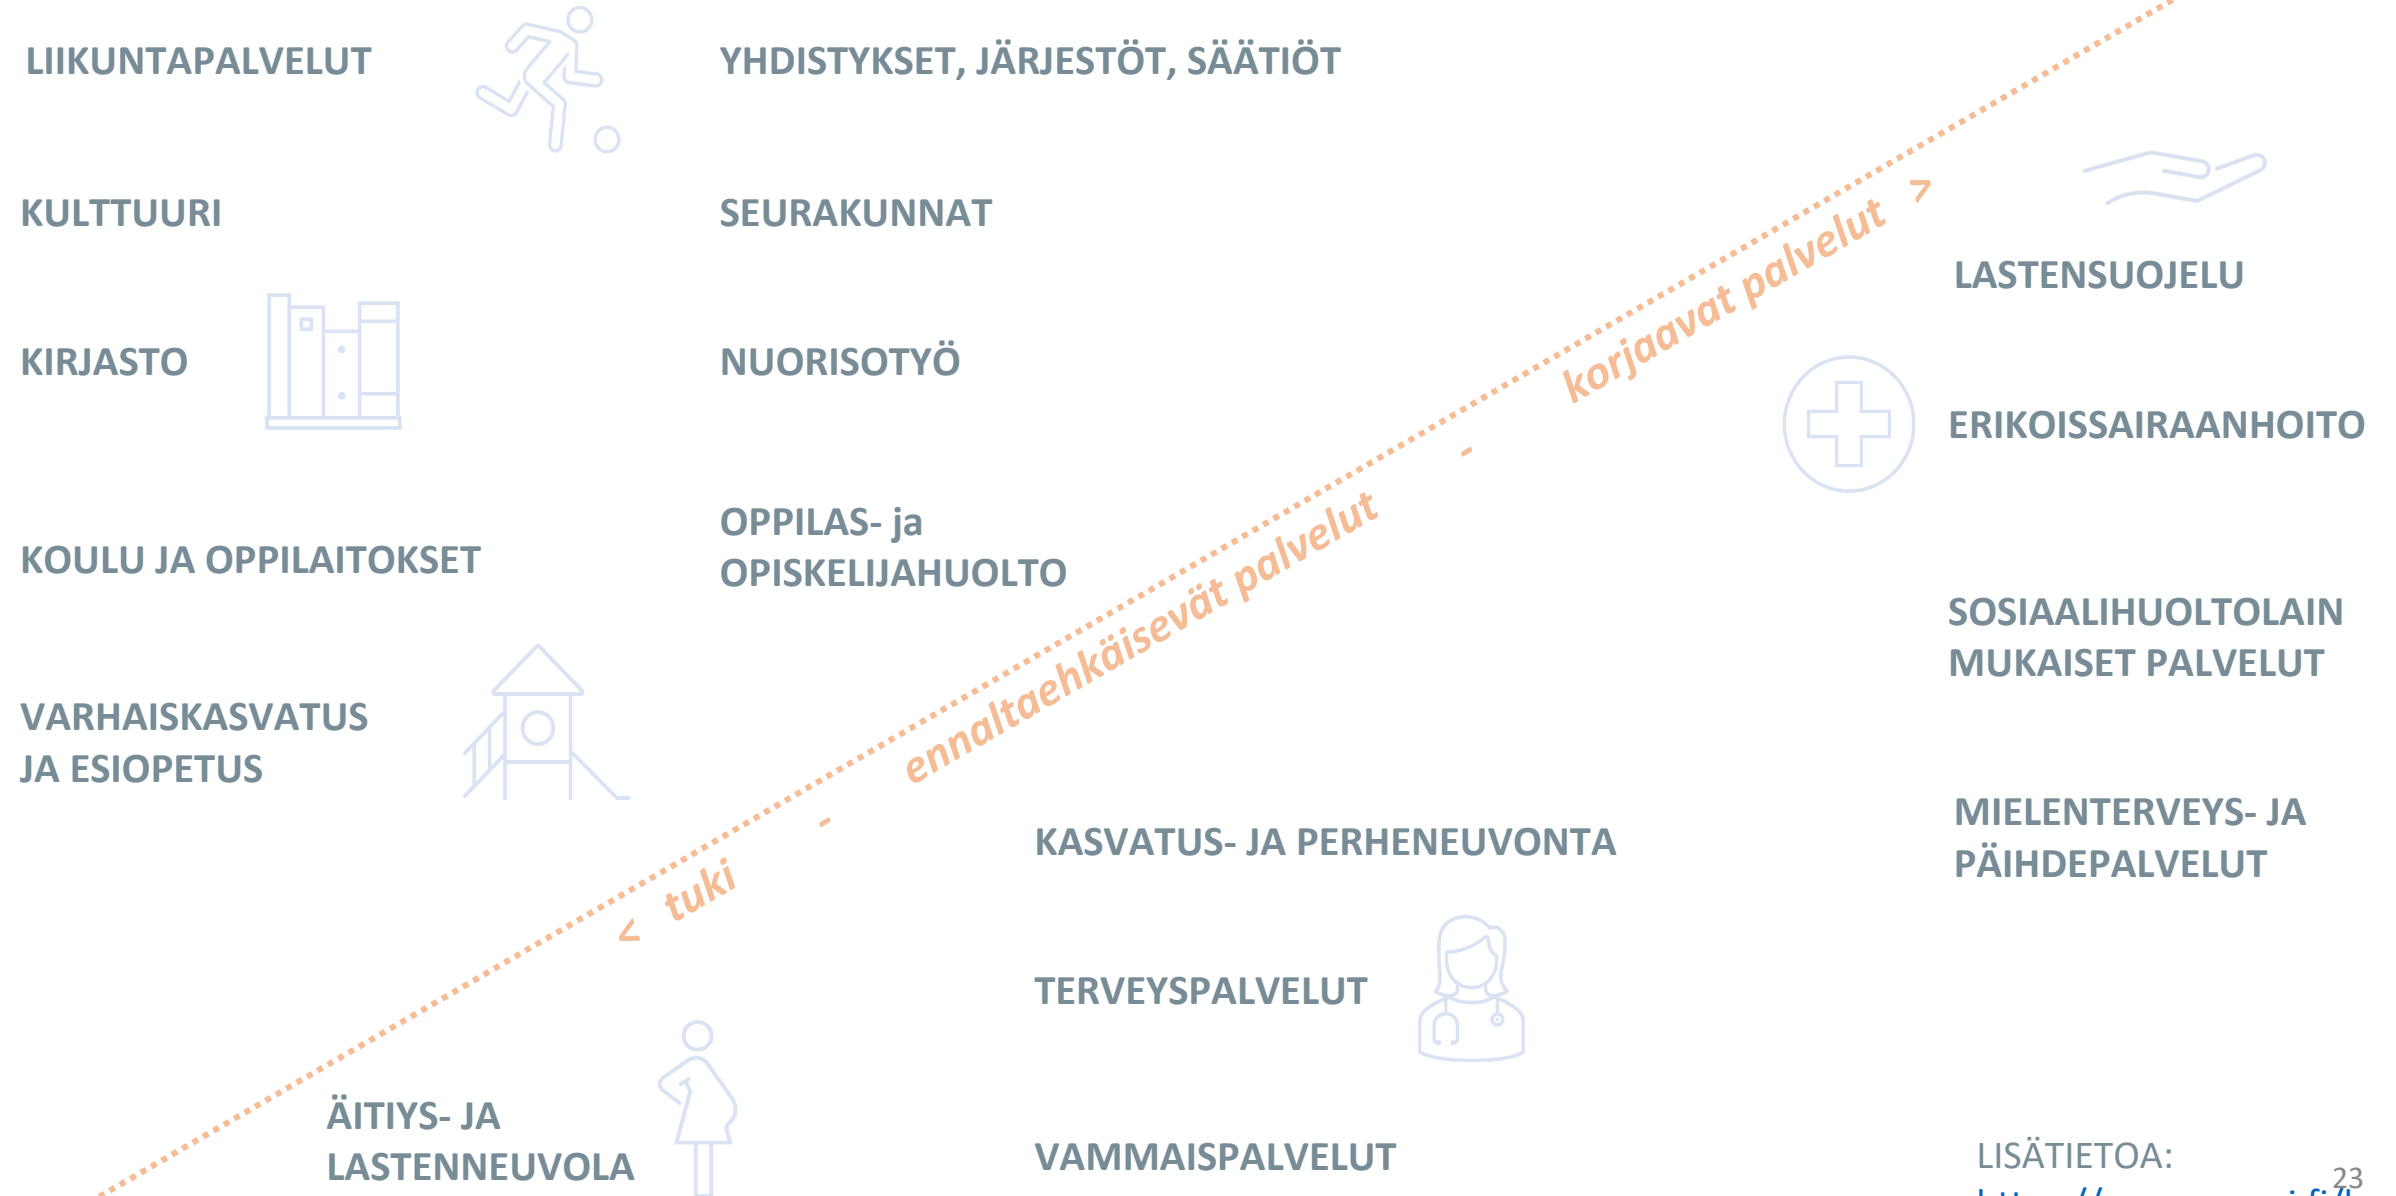 LIIKUNTAPALVELUT
YHDISTYKSET, JÄRJESTÖT, SÄÄTIÖT
KULTTUURI
SEURAKUNNAT
KIRJASTO
NUORISOTYÖ
KOULU JA OPPILAITOKSET
OPPILAS- ja
OPISKELIJAHUOLTO
VARHAISKASVATUS
JA ESIOPETUS
< tuki - ennaltaehkäisevät palvelut - korjaavat palvelut >
LASTENSUOJELU
ERIKOISSAIRAANHOITO
SOSIAALIHUOLTOLAIN
MUKAISET PALVELUT
MIELENTERVEYS- JA
PÄIHDEPALVELUT
KASVATUS- JA PERHENEUVONTA
TERVEYSPALVELUT
ÄITIYS- JA
LASTENNEUVOLA
VAMMAISPALVELUT
LISÄTIETOA:
23